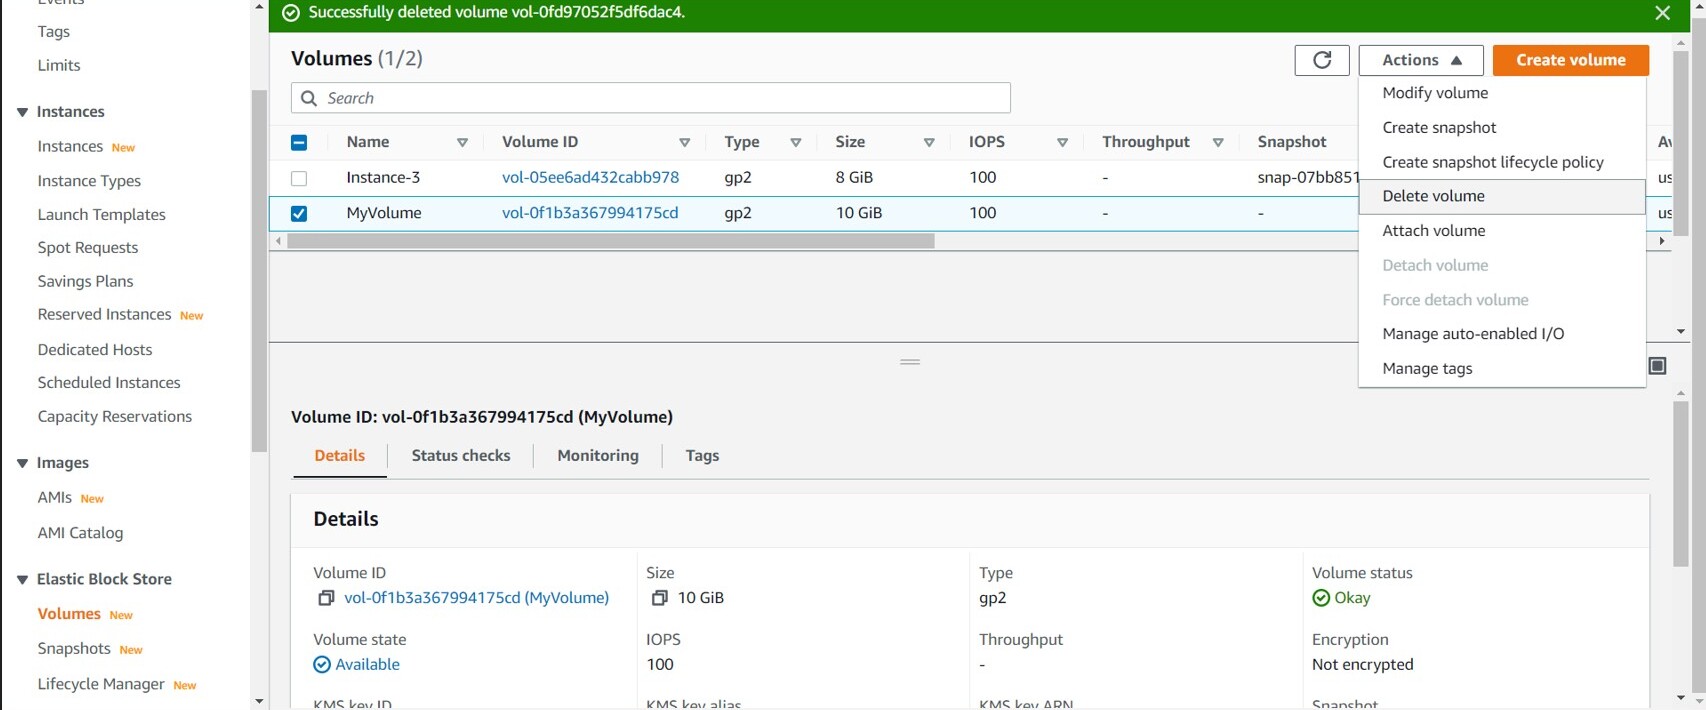 Events
Tags
Limits
Instances
Instances New
Instance Types
Launch Templates
Spot Requests
Savings Plans
Reserved Instances New
Dedicated Hosts
Scheduled Instances
Capacity Reservations
Images
AMIs New
AMI Catalog
Elastic Block Store
Volumes New
Snapshots New
Lifecycle Manager New
Successfully deleted volume vol-0fd97052f5df6dac4.
Volumes (1/2)
Actions
Create volume
Search
Name Volume ID Type Size IOPS Throughput Snapshot
Instance-3 vol-05ee6ad432cabb978 gp2 8 GiB 100 - snap-07bb851 us
MyVolume vol-0f1b3a367994175cd gp2 10 GiB 100 - - us
Modify volume
Create snapshot
Create snapshot lifecycle policy
Delete volume
Attach volume
Detach volume
Force detach volume
Manage auto-enabled I/O
Manage tags
Volume ID: vol-0f1b3a367994175cd (MyVolume)
Details Status checks Monitoring Tags
Details
Volume ID Size Type Volume status
vol-0f1b3a367994175cd (MyVolume) 10 GiB gp2 Okay
Volume state IOPS Throughput Encryption
Available 100 - Not encrypted
KMS key ID KMS key alias KMS key ARN Snapshot